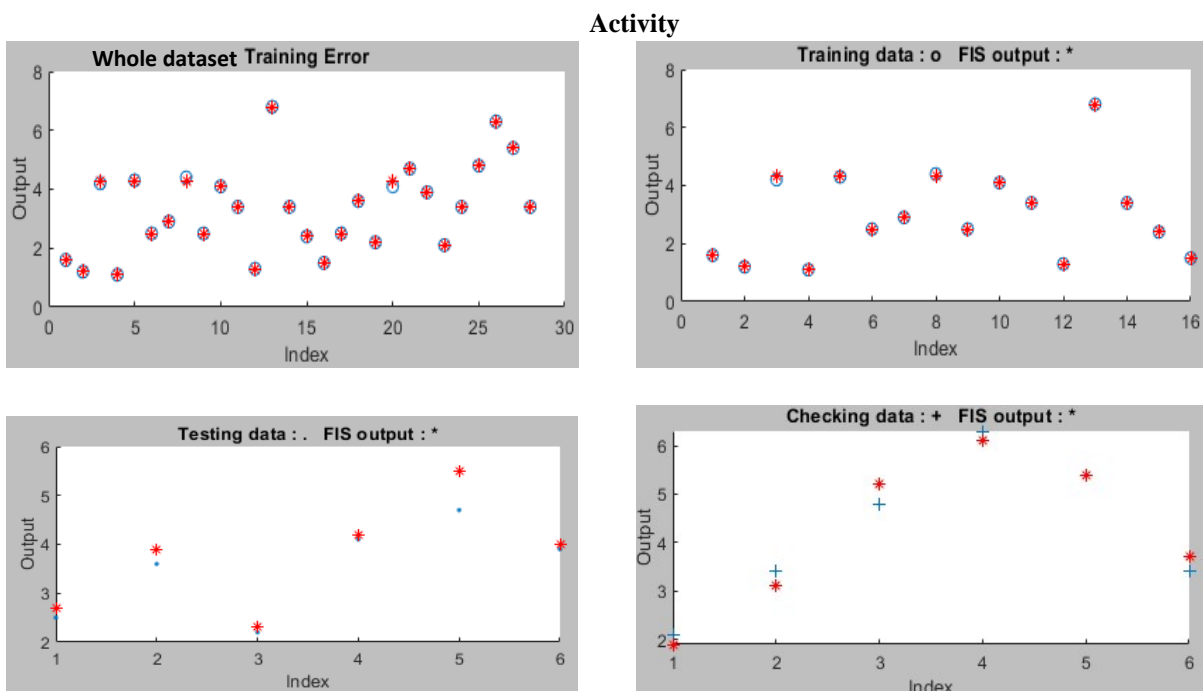 Activity
Whole dataset Training Error
8
6
4
2
0
Output
0 5 10 15 20 25 30
Index
Training data : o FIS output : *
8
6
4
2
0
Output
0 2 4 6 8 10 12 14 16
Index
Testing data : . FIS output : *
6
5
4
3
2
Output
1 2 3 4 5 6
Index
Checking data : + FIS output : *
6
5
4
3
2
Output
1 2 3 4 5 6
Index